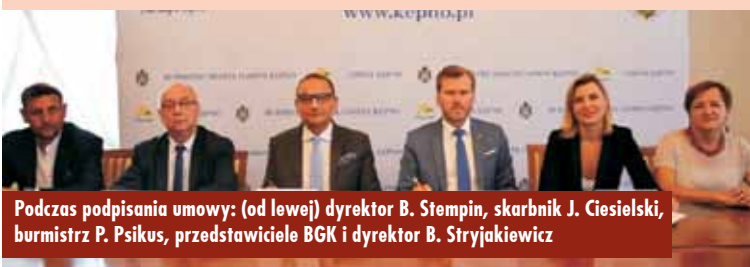 www.kepno.pl
Podczas podpisania umowy: (od lewej) dyrektor B. Stempin, skarbnik J. Ciesielski,
burmistrz P. Psikus, przedstawiciele BGK i dyrektor B. Stryjakiewicz